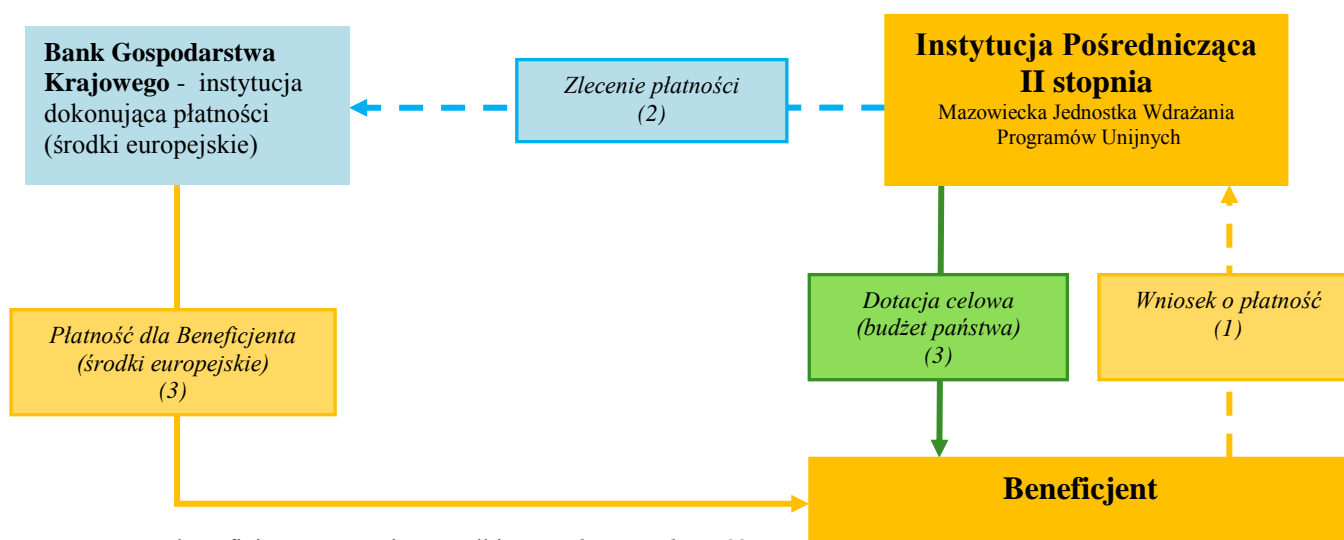 Bank Gospodarstwa
Krajowego - instytucja
dokonująca płatności
(środki europejskie)
Zlecenie płatności
(2)
Instytucja Pośrednicząca
II stopnia
Mazowiecka Jednostka Wdrażania
Programów Unijnych
Płatność dla Beneficjenta
(środki europejskie)
(3)
Dotacja celowa
(budżet państwa)
(3)
Wniosek o płatność
(1)
Beneficjent